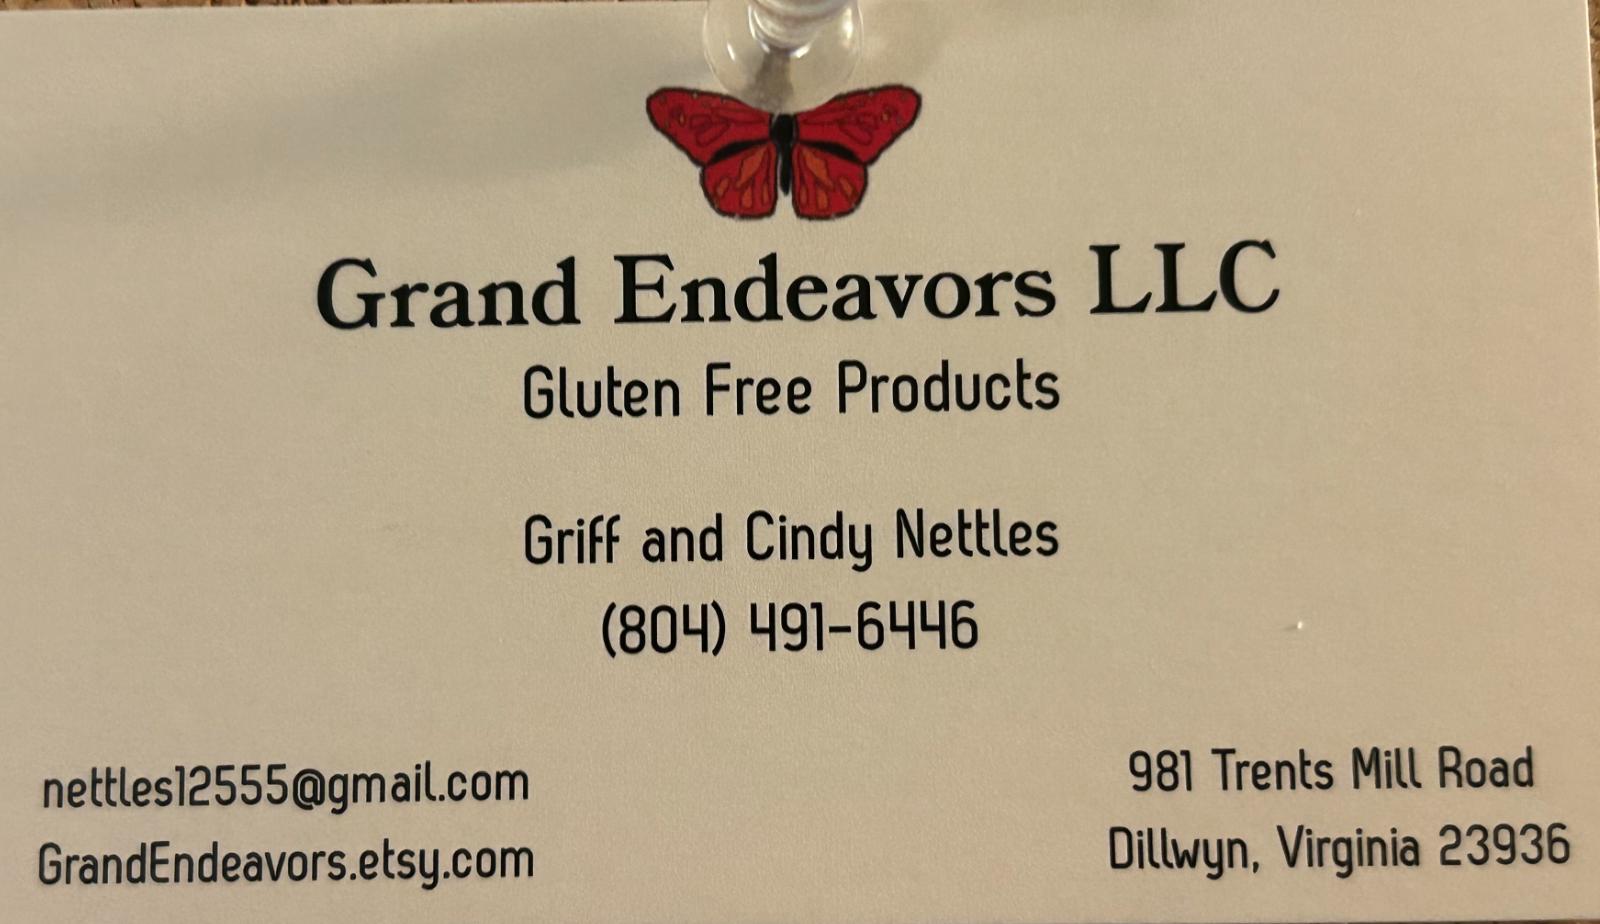 Grand Endeavors LLC
Gluten Free Products
Griff and Cindy Nettles
(804) 491-6446
nettles12555@gmail.com
GrandEndeavors.etsy.com
981 Trents Mill Road
Dillwyn, Virginia 23936